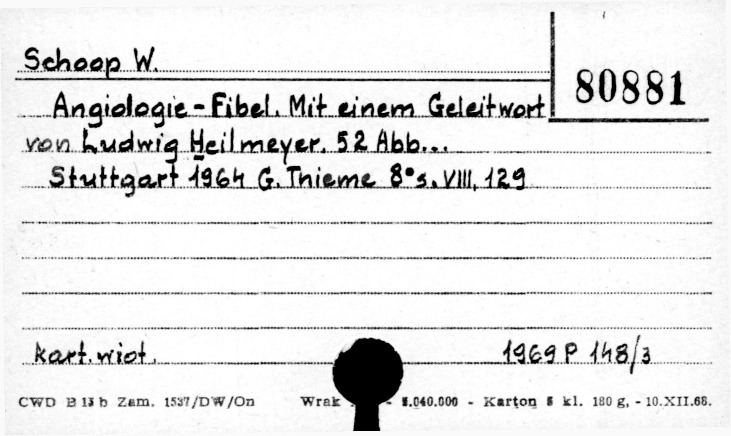 Schoop W.
80881
Angiologie-Fibel. Mit einem Geleitwort
von Ludwig Heilmeyer. 52 Abb...
Stuttgart 1964 G. Thieme 8° s. VIII, 129
kart. wiot.
1969 P 148/3
CWD B 13 b Zam. 1537/DW/On Wrak - 5.040.000 - Karton kl. 180 g, - 10.XII.68.